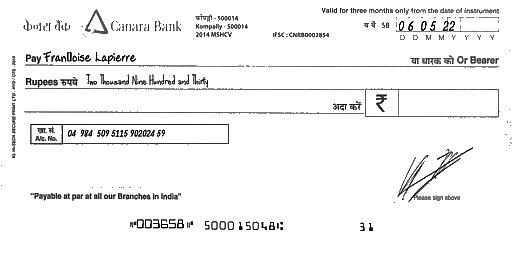 केनरा बैंक Canara Bank
कोंपल्ली - 500014
Kompally - 500014
2014 MSHCV
IFSC : CNRB0002854
Valid for three months only from the date of instrument
SB 06 05 22
D D M M Y Y Y Y
Pay Francoise Lapierre या धारक को Or Bearer
Rupees रुपये Two Thousand Nine Hundred and Thirty
अदा करें ₹
खा. सं.
A/c. No. 04 984 509 5115 902024 59
"Payable at par at all our Branches in India"
Please sign above
⑈003658⑈ 500015048⑆ 31